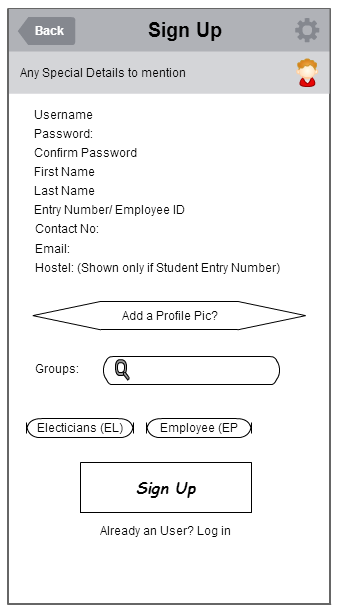 Back
Sign Up
Any Special Details to mention
Username
Password:
Confirm Password
First Name
Last Name
Entry Number/ Employee ID
Contact No:
Email:
Hostel: (Shown only if Student Entry Number)
Add a Profile Pic?
Groups:
Electicians (EL)
Employee (EP
Sign Up
Already an User? Log in